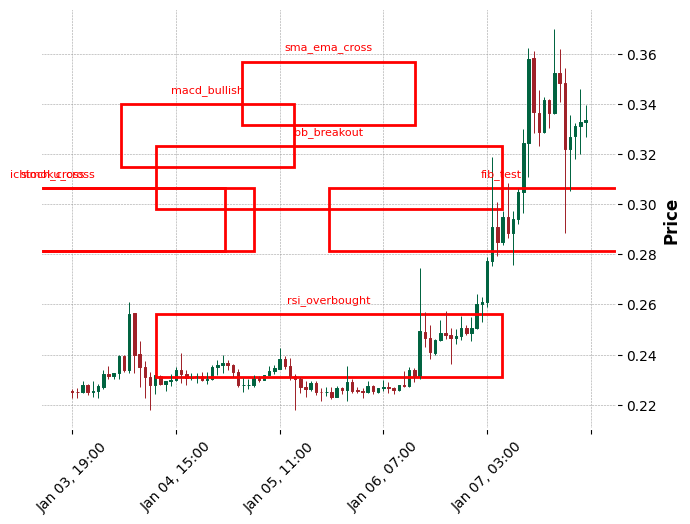 sma_ema_cross
macd_bullish
bb_breakout
stoch_cross
fib_test
rsi_overbought
0.36
0.34
0.32
0.30
0.28
0.26
0.24
0.22
Price
Jan 03, 19:00
Jan 04, 15:00
Jan 05, 11:00
Jan 06, 07:00
Jan 07, 03:00